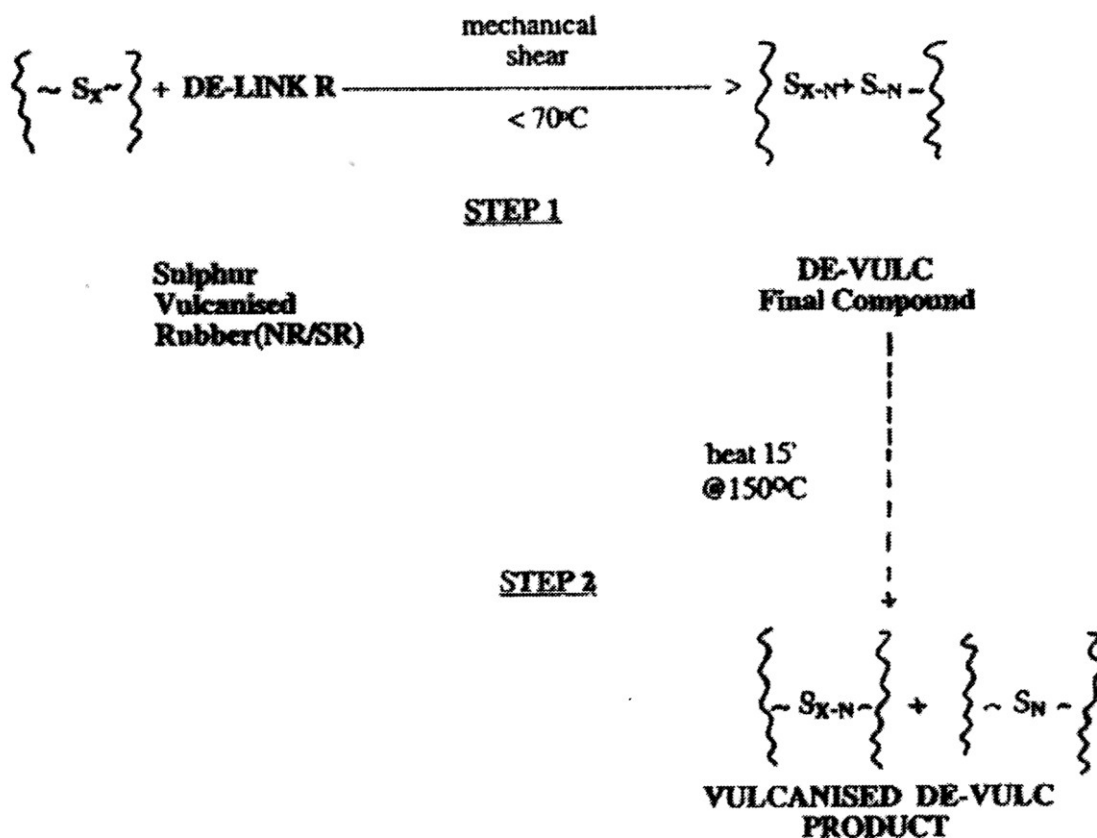 mechanical
shear
~ Sx~ + DE-LINK R > SX-N+ S-N -
< 70ºC
STEP 1
Sulphur
Vulcanised
Rubber(NR/SR)
DE-VULC
Final Compound
heat 15'
@150ºC
STEP 2
~ SX-N ~ + ~ SN ~
VULCANISED DE-VULC
PRODUCT